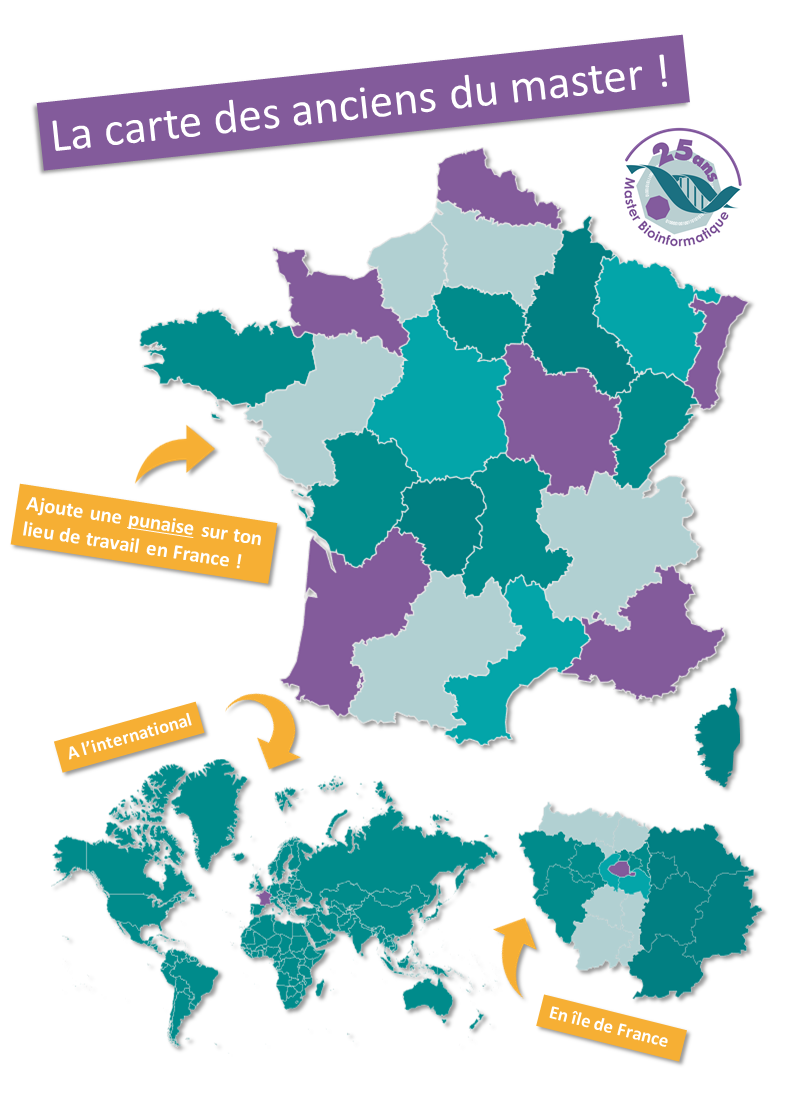 La carte des anciens du master !
25 ans
Master Bioinformatique
Ajoute une punaise sur ton
lieu de travail en France !
A l’international
En île de France